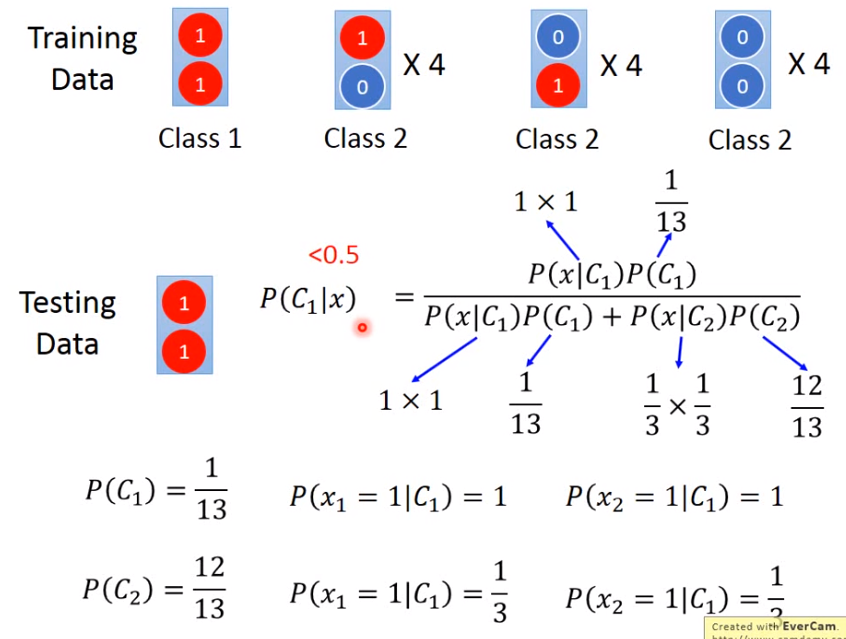 Training Data
1 1
1 0 X 4
0 1 X 4
0 0 X 4
Class 1 Class 2 Class 2 Class 2
1 × 1
1/13
<0.5
Testing Data
1 1
P(C₁|x) = P(x|C₁)P(C₁) / P(x|C₁)P(C₁) + P(x|C₂)P(C₂)
1 × 1
1/13
1/3 × 1/3
12/13
P(C₁) = 1/13 P(x₁ = 1|C₁) = 1 P(x₂ = 1|C₁) = 1
P(C₂) = 12/13 P(x₁ = 1|C₁) = 1/3 P(x₂ = 1|C₁) = 1/3
Created with EverCam.